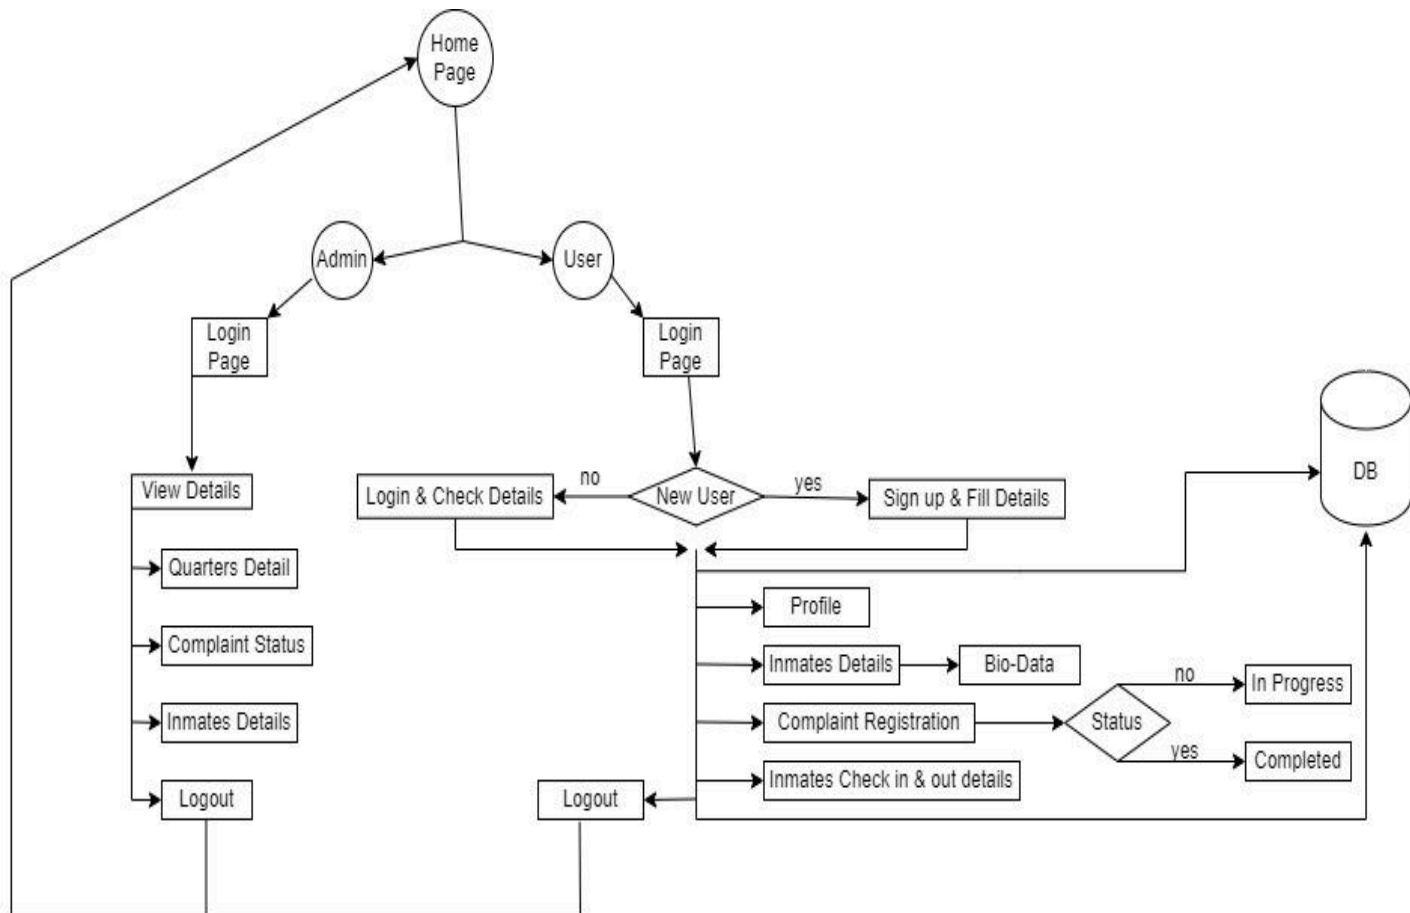 Home
Page
Admin
User
Login
Page
Login
Page
DB
View Details
Login & Check Details
no
New User
yes
Sign up & Fill Details
Quarters Detail
Profile
Complaint Status
Inmates Details
Bio-Data
no
In Progress
Inmates Details
Complaint Registration
Status
yes
Completed
Inmates Check in & out details
Logout
Logout